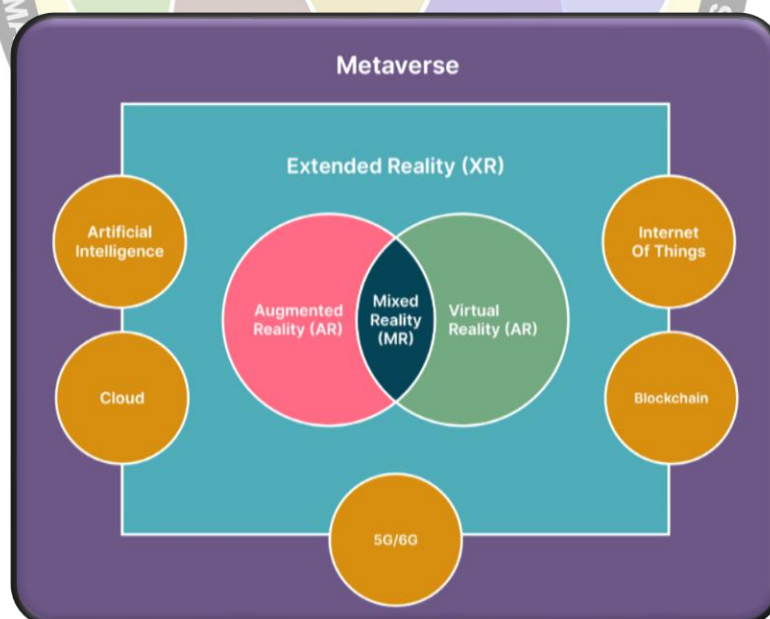 Metaverse
Extended Reality (XR)
Artificial
Intelligence
Internet
Of Things
Augmented
Reality (AR)
Mixed
Reality
(MR)
Virtual
Reality (AR)
Cloud
Blockchain
5G/6G